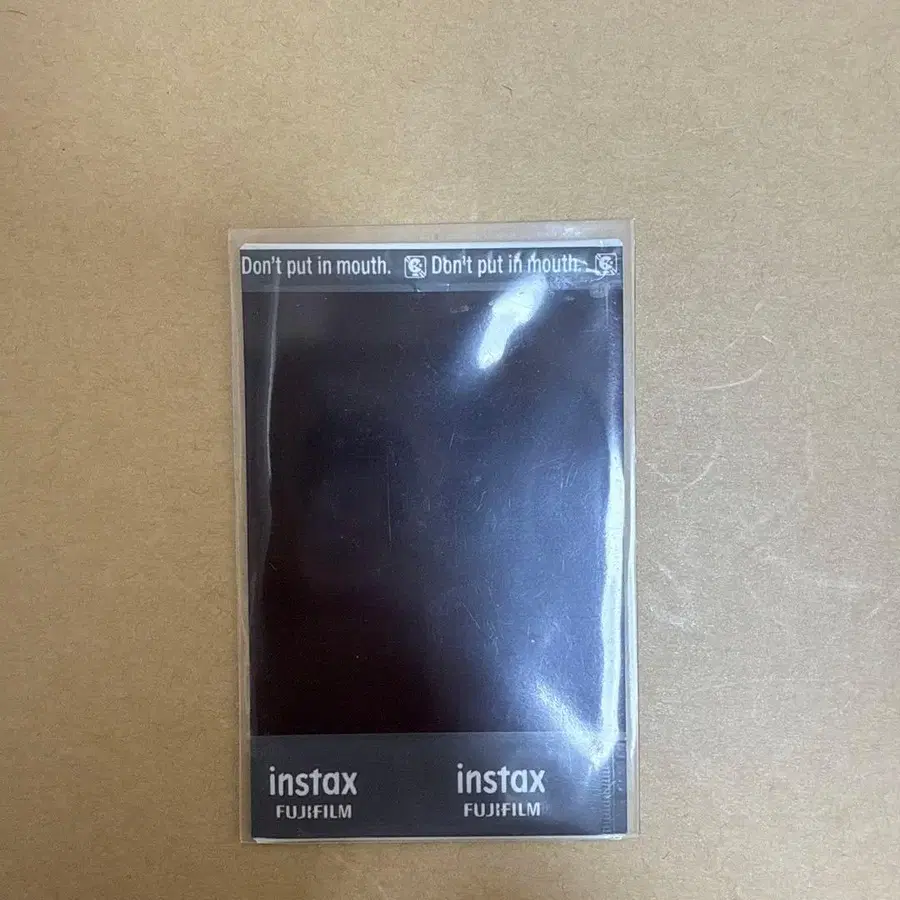 Don't put in mouth. Don't put in mouth.
instax instax
FUJIFILM FUJIFILM